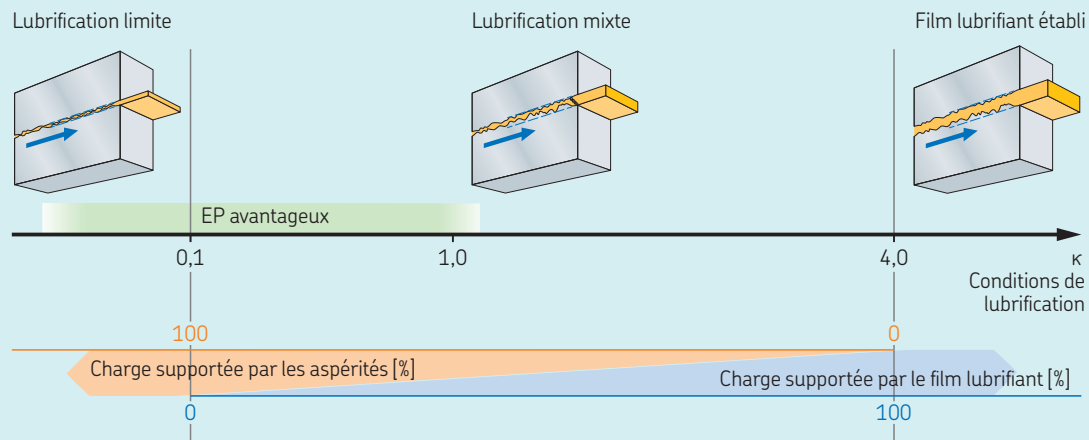 Lubrification limite
Lubrification mixte
Film lubrifiant établi
EP avantageux
0,1
1,0
4,0
κ
Conditions de
lubrification
100
0
Charge supportée par les aspérités [%]
Charge supportée par le film lubrifiant [%]
0
100